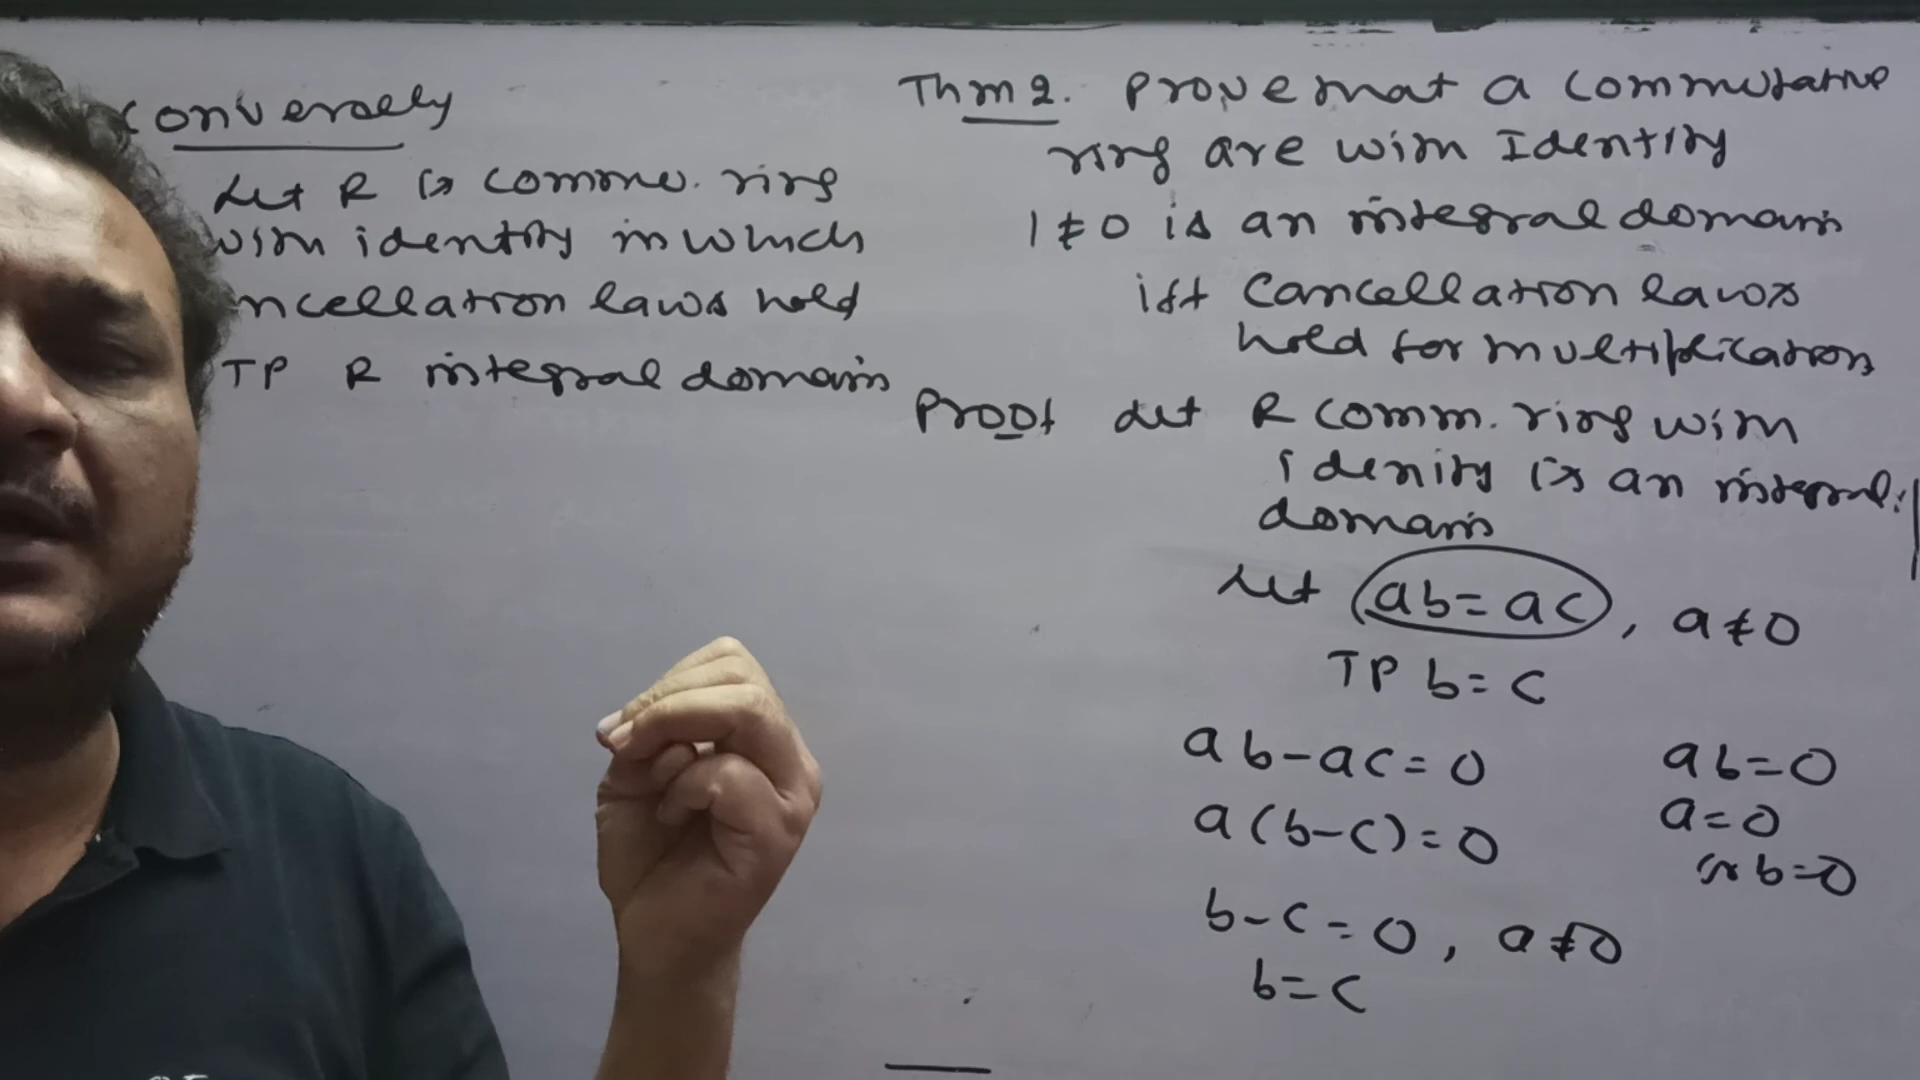 Conversely
Let R is commu. ring
with identity in which
ncellation laws hold
TP R integral domain
Thm 2. Prove that a commutative
ring are with Identity
1 ≠ 0 is an integral domain
iff Cancellation laws
hold for multiplication
Proof Let R comm. ring with
idenity is an integral.
domain
Let ab = ac, a ≠ 0
TP b = c
ab - ac = 0
a(b - c) = 0
b - c = 0, a ≠ 0
b = c
ab = 0
a = 0
or b = 0